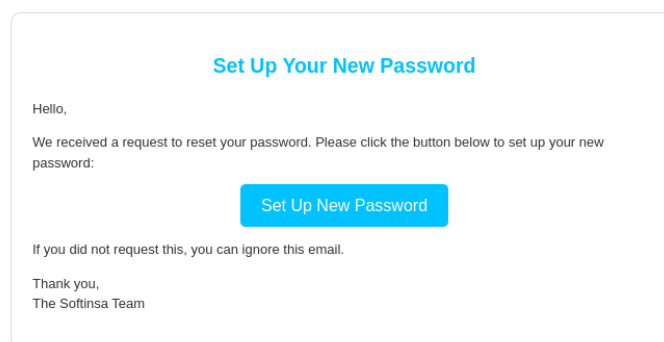 Set Up Your New Password
Hello,
We received a request to reset your password. Please click the button below to set up your new
password:
Set Up New Password
If you did not request this, you can ignore this email.
Thank you,
The Softinsa Team